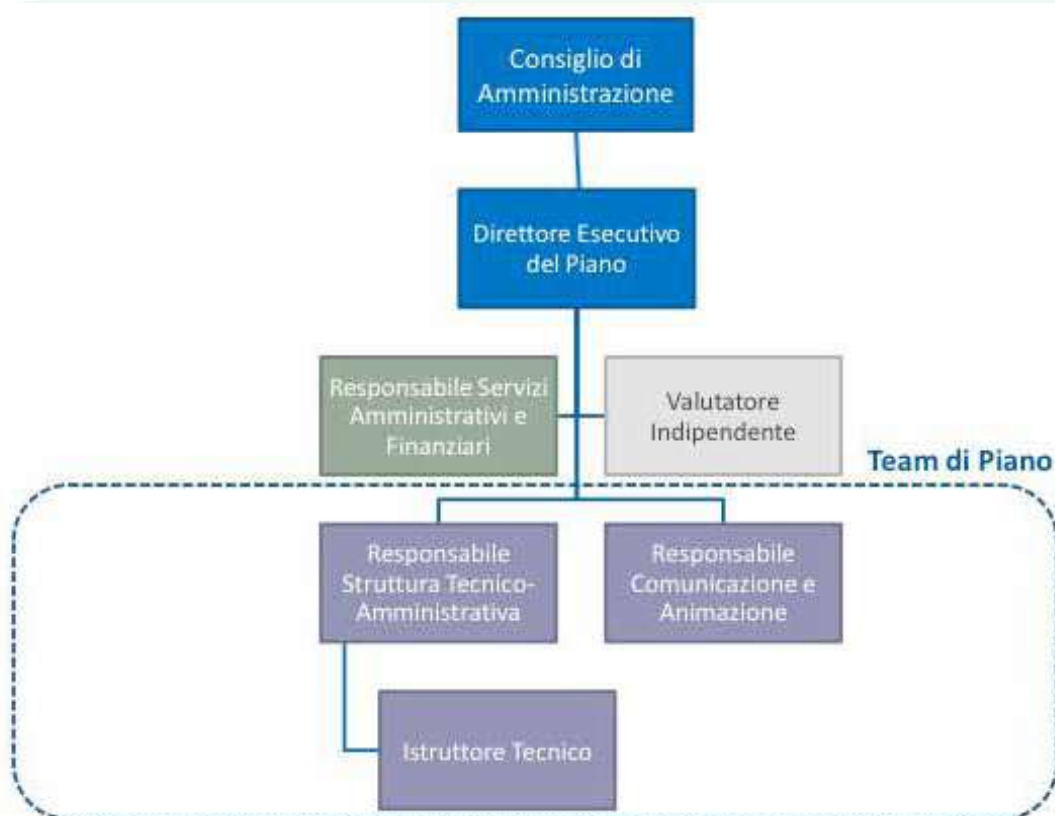 Consiglio di
Amministrazione
Direttore Esecutivo
del Piano
Responsabile Servizi
Amministrativi e
Finanziari
Valutatore
Indipendente
Team di Piano
Responsabile
Struttura Tecnico-
Amministrativa
Responsabile
Comunicazione e
Animazione
Istruttore Tecnico